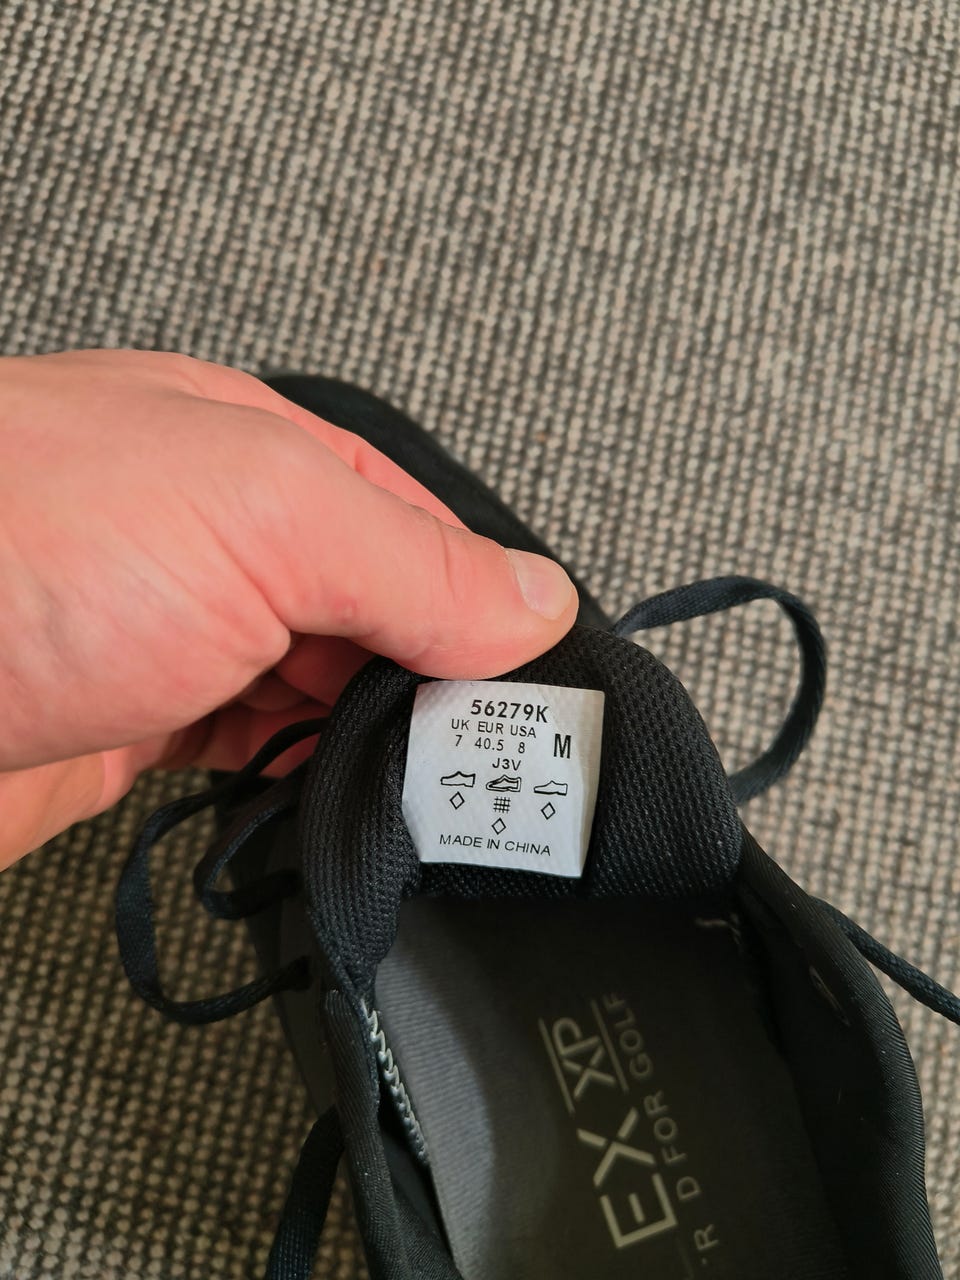 56279K
UK EUR USA
7 40.5 8 M
J3V
MADE IN CHINA
EX XP
FOR GOLF